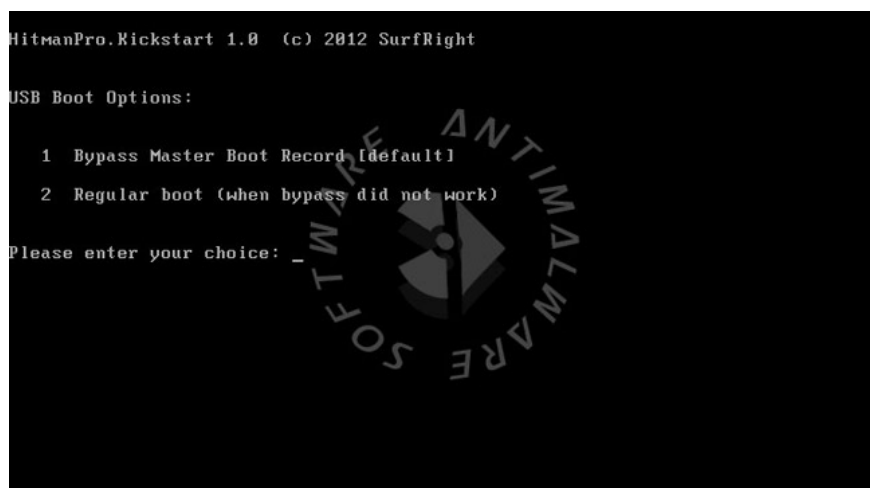 HitmanPro.Kickstart 1.0 (c) 2012 SurfRight
USB Boot Options:
1 Bypass Master Boot Record [default]
2 Regular boot (when bypass did not work)
Please enter your choice: _
SOFTWARE ANTIMALWARE